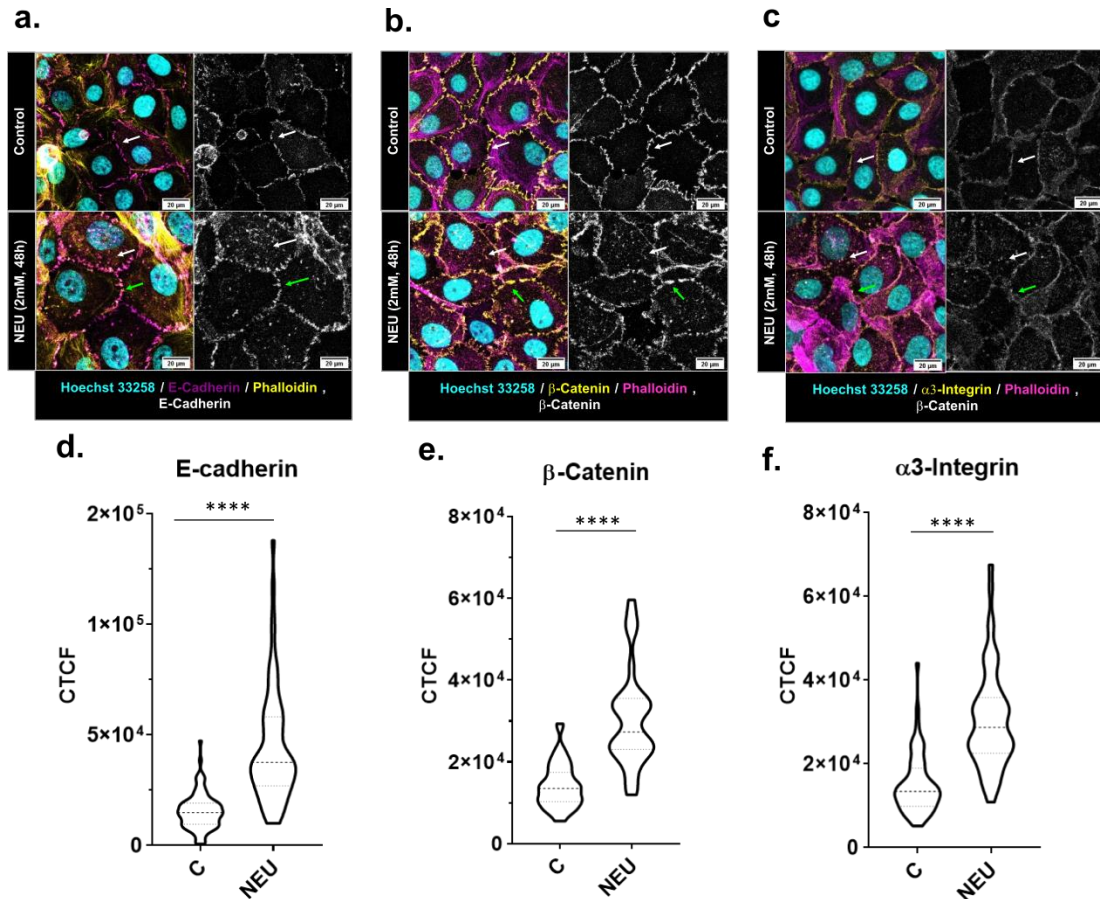 a.
b.
c
Control
20 µm
20 µm
Control
20 µm
20 µm
Control
20 µm
20 µm
NEU (2mM, 48h)
20 µm
20 µm
NEU (2mM, 48h)
20 µm
20 µm
NEU (2mM, 48h)
20 µm
20 µm
Hoechst 33258 / E-Cadherin / Phalloidin ,
E-Cadherin
Hoechst 33258 / β-Catenin / Phalloidin ,
β-Catenin
Hoechst 33258 / α3-Integrin / Phalloidin ,
β-Catenin
d.
E-cadherin
****
2×10⁵
1×10⁵
5×10⁴
0
CTCF
C
NEU
e.
β-Catenin
****
8×10⁴
6×10⁴
4×10⁴
2×10⁴
0
CTCF
C
NEU
f.
α3-Integrin
****
8×10⁴
6×10⁴
4×10⁴
2×10⁴
0
CTCF
C
NEU